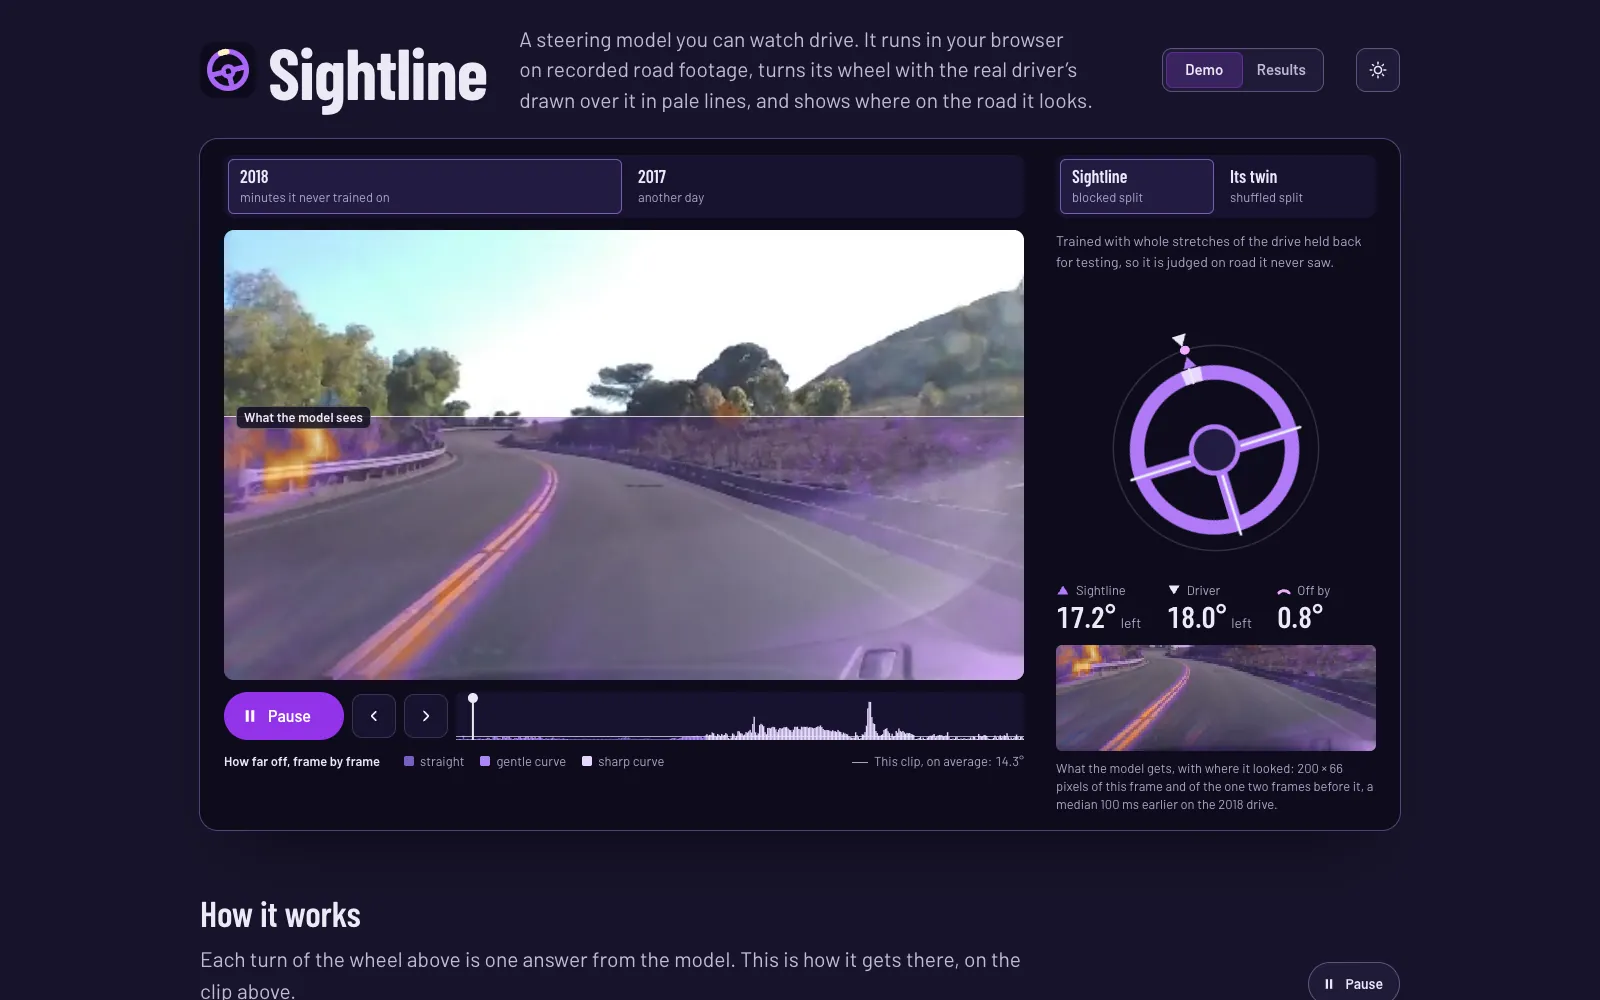 Sightline
A steering model you can watch drive. It runs in your browser
on recorded road footage, turns its wheel with the real driver's
drawn over it in pale lines, and shows where on the road it looks.
Demo
Results
2018
minutes it never trained on
2017
another day
Sightline
blocked split
Its twin
shuffled split
Trained with whole stretches of the drive held back
for testing, so it is judged on road it never saw.
What the model sees
Sightline
17.2° left
Driver
18.0° left
Off by
0.8°
Pause
How far off, frame by frame
straight
gentle curve
sharp curve
This clip, on average: 14.3°
What the model gets, with where it looked: 200 × 66
pixels of this frame and of the one two frames before it, a
median 100 ms earlier on the 2018 drive.
How it works
Each turn of the wheel above is one answer from the model. This is how it gets there, on the
clip above.
Pause